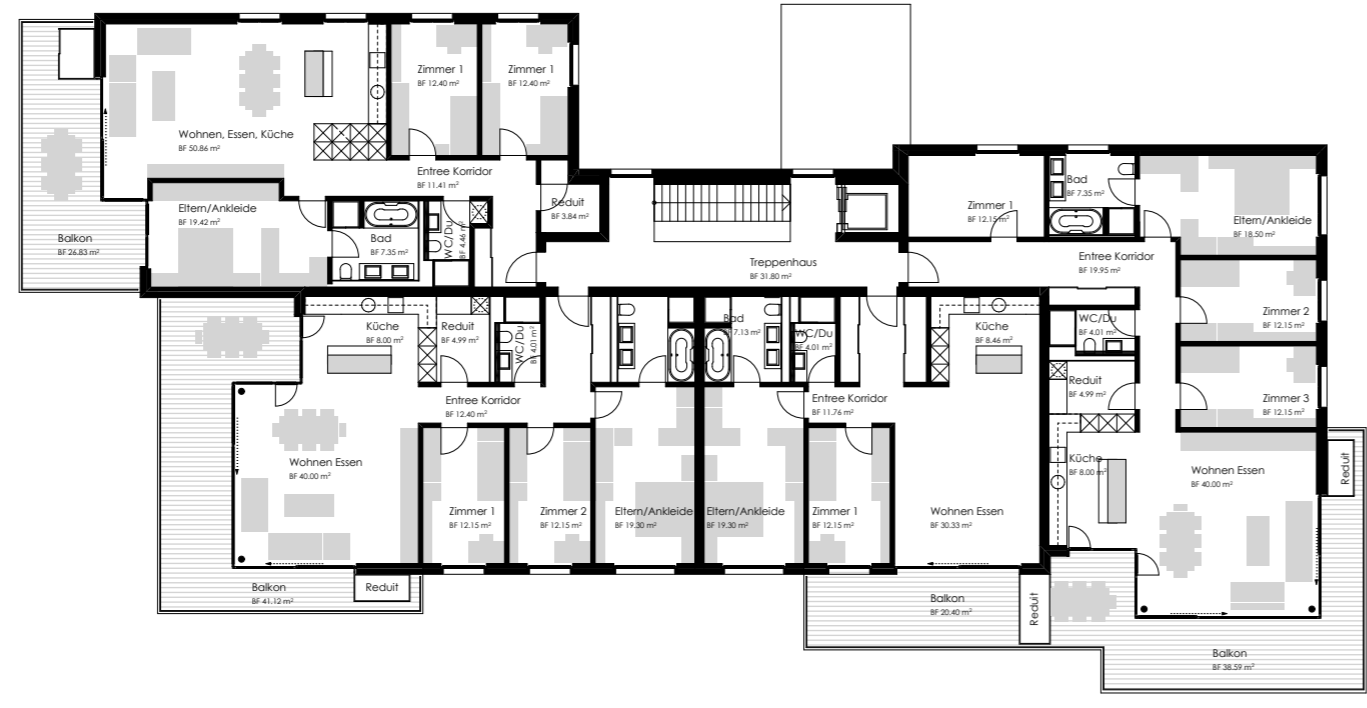 Wohnen, Essen, Küche
BF 50.86 m²
Zimmer 1
BF 12.40 m²
Zimmer 1
BF 12.40 m²
Entree Korridor
BF 11.41 m²
Reduit
BF 3.84 m²
Eltern/Ankleide
BF 19.42 m²
Bad
BF 7.35 m²
WC/Du
BF 4.46 m²
Balkon
BF 26.83 m²
Treppenhaus
BF 31.80 m²
Zimmer 1
BF 12.15 m²
Bad
BF 7.35 m²
Eltern/Ankleide
BF 18.50 m²
Entree Korridor
BF 19.95 m²
Zimmer 2
BF 12.15 m²
WC/Du
BF 4.01 m²
Reduit
BF 4.99 m²
Zimmer 3
BF 12.15 m²
Küche
BF 8.00 m²
Wohnen Essen
BF 40.00 m²
Reduit
Balkon
BF 38.59 m²
Küche
BF 8.00 m²
Reduit
BF 4.99 m²
WC/Du
BF 4.01 m²
Entree Korridor
BF 12.40 m²
Wohnen Essen
BF 40.00 m²
Zimmer 1
BF 12.15 m²
Zimmer 2
BF 12.15 m²
Eltern/Ankleide
BF 19.30 m²
Balkon
BF 41.12 m²
Reduit
Bad
BF 7.13 m²
WC/Du
BF 4.01 m²
Küche
BF 8.46 m²
Entree Korridor
BF 11.76 m²
Eltern/Ankleide
BF 19.30 m²
Zimmer 1
BF 12.15 m²
Wohnen Essen
BF 30.33 m²
Balkon
BF 20.40 m²
Reduit